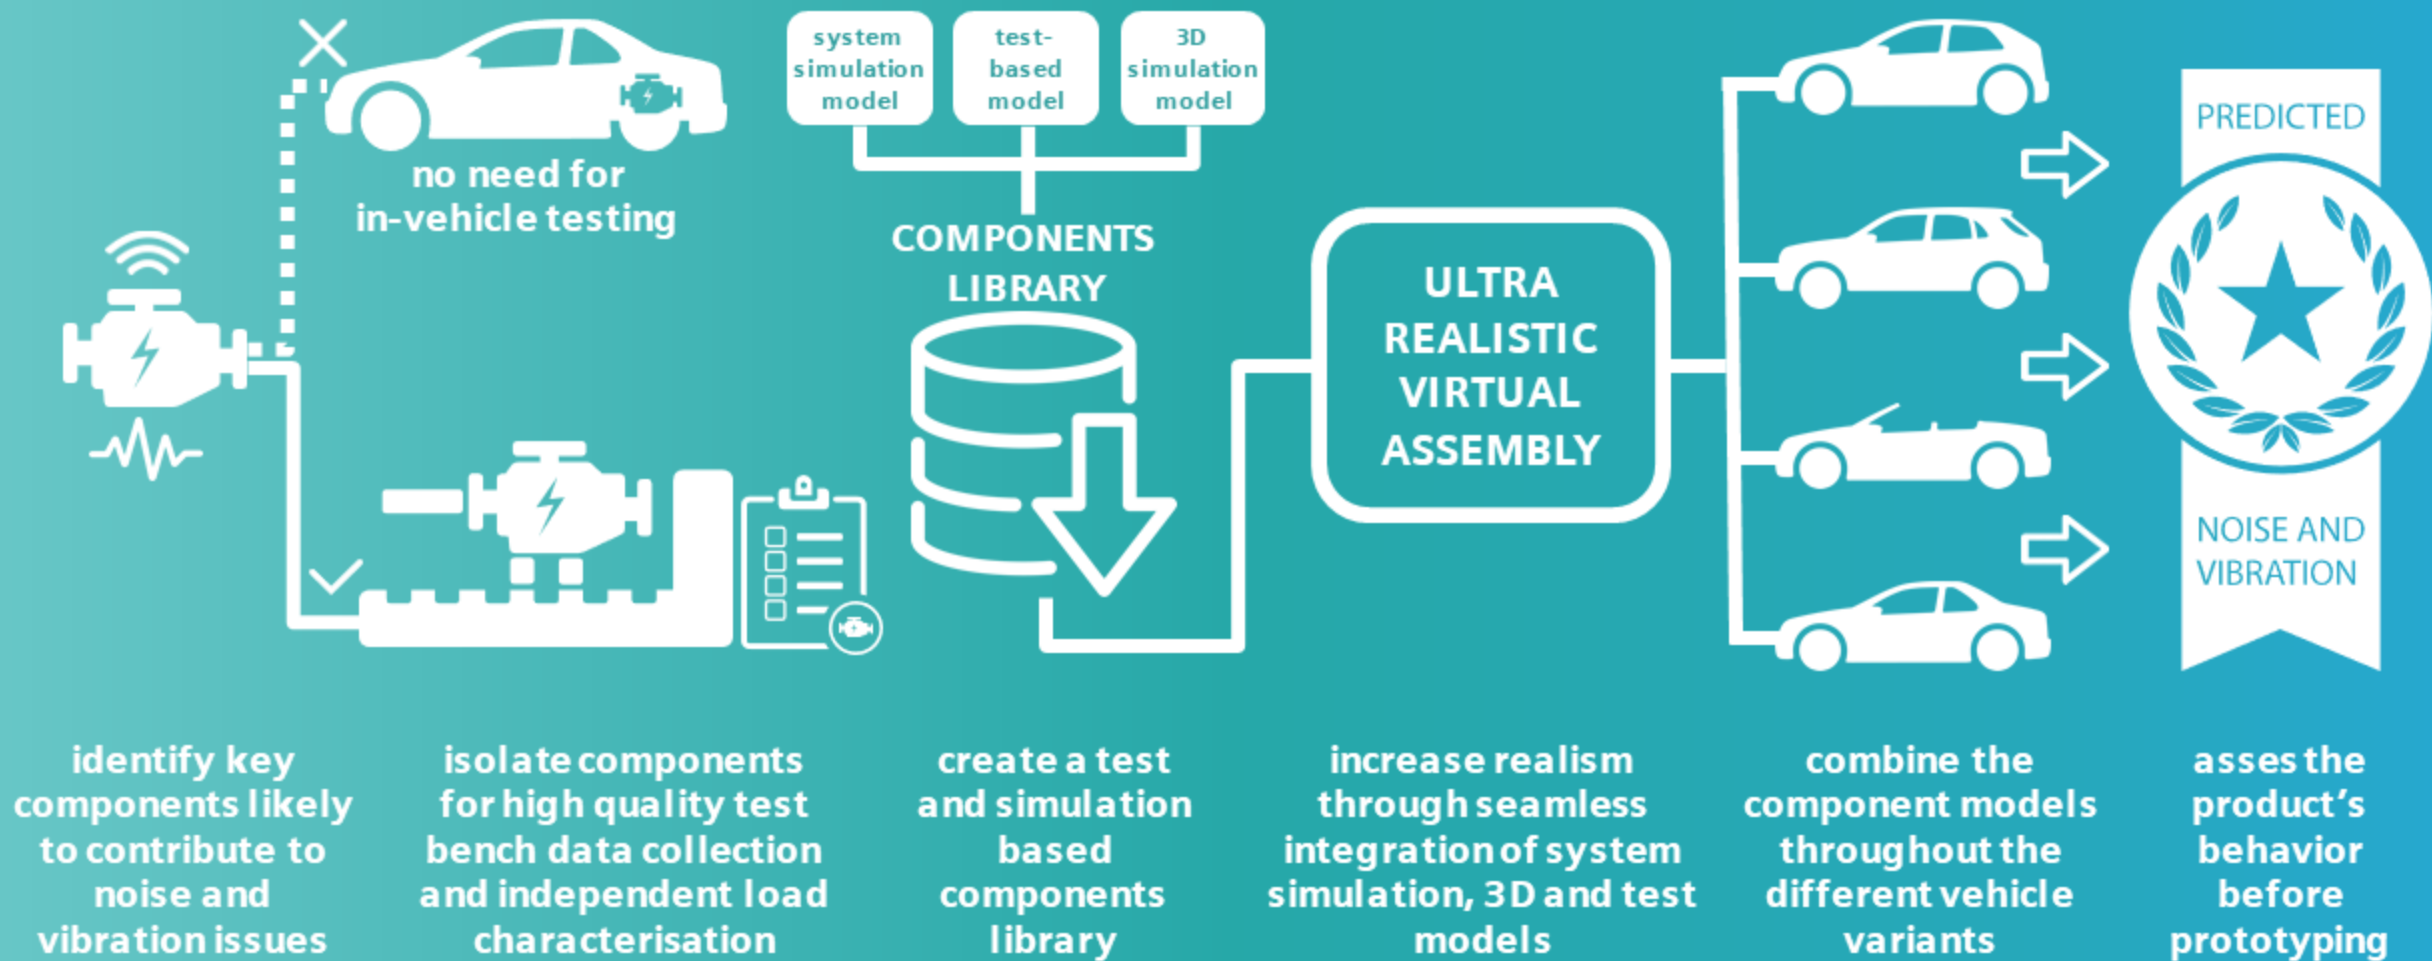 no need for
in-vehicle testing
system
simulation
model
test-
based
model
3D
simulation
model
COMPONENTS
LIBRARY
ULTRA
REALISTIC
VIRTUAL
ASSEMBLY
PREDICTED
NOISE AND
VIBRATION
identify key
components likely
to contribute to
noise and
vibration issues
isolate components
for high quality test
bench data collection
and independent load
characterisation
create a test
and simulation
based
components
library
increase realism
through seamless
integration of system
simulation, 3D and test
models
combine the
component models
throughout the
different vehicle
variants
asses the
product’s
behavior
before
prototyping